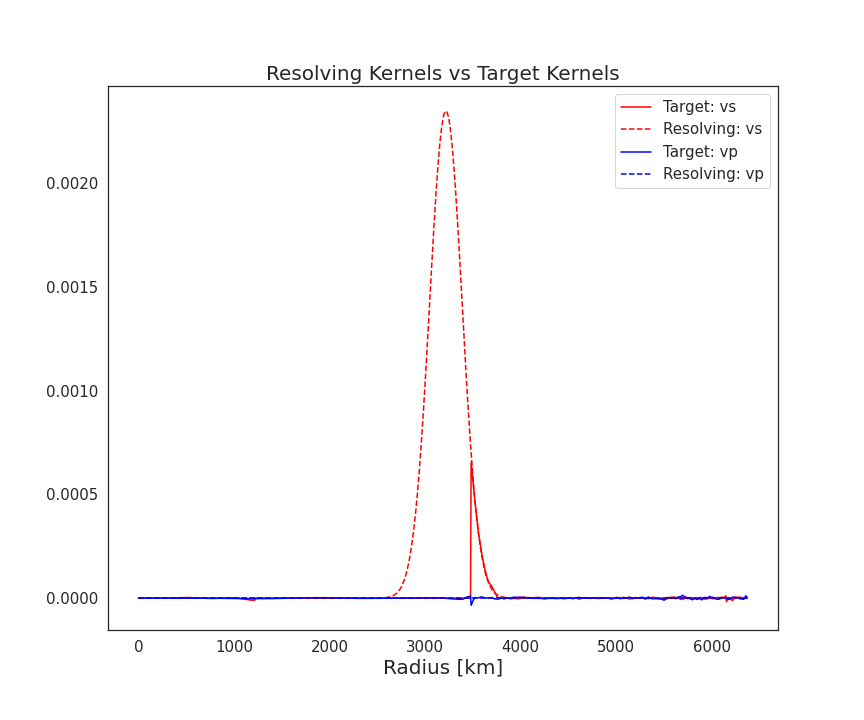 Resolving Kernels vs Target Kernels
Target: vs
Resolving: vs
Target: vp
Resolving: vp
0.0020
0.0015
0.0010
0.0005
0.0000
0 1000 2000 3000 4000 5000 6000
Radius [km]